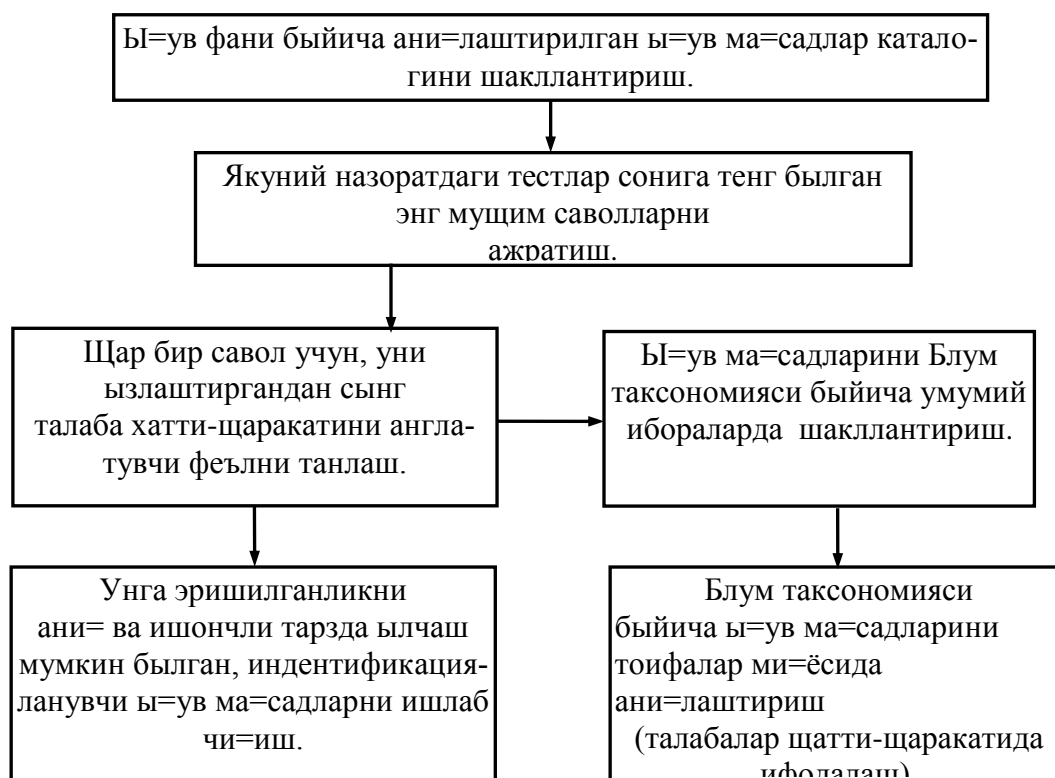 Ы=ув фани быйича ани=лаштирилган ы=ув ма=садлар катало-
гини шакллантириш.
Якуний назоратдаги тестлар сонига тенг былган
энг мущим саволларни
ажратиш.
Щар бир савол учун, уни
ызлаштиргандан сынг
талаба хатти-щаракатини англа-
тувчи феълни танлаш.
Ы=ув ма=садларини Блум
таксономияси быйича умумий
ибораларда шакллантириш.
Унга эришилганликни
ани= ва ишончли тарзда ылчаш
мумкин былган, индентификация-
ланувчи ы=ув ма=садларни ишлаб
чи=иш.
Блум таксономияси
быйича ы=ув ма=садларини
тоифалар ми=ёсида
ани=лаштириш
(талабалар щатти-щаракатида
ифодалаш)